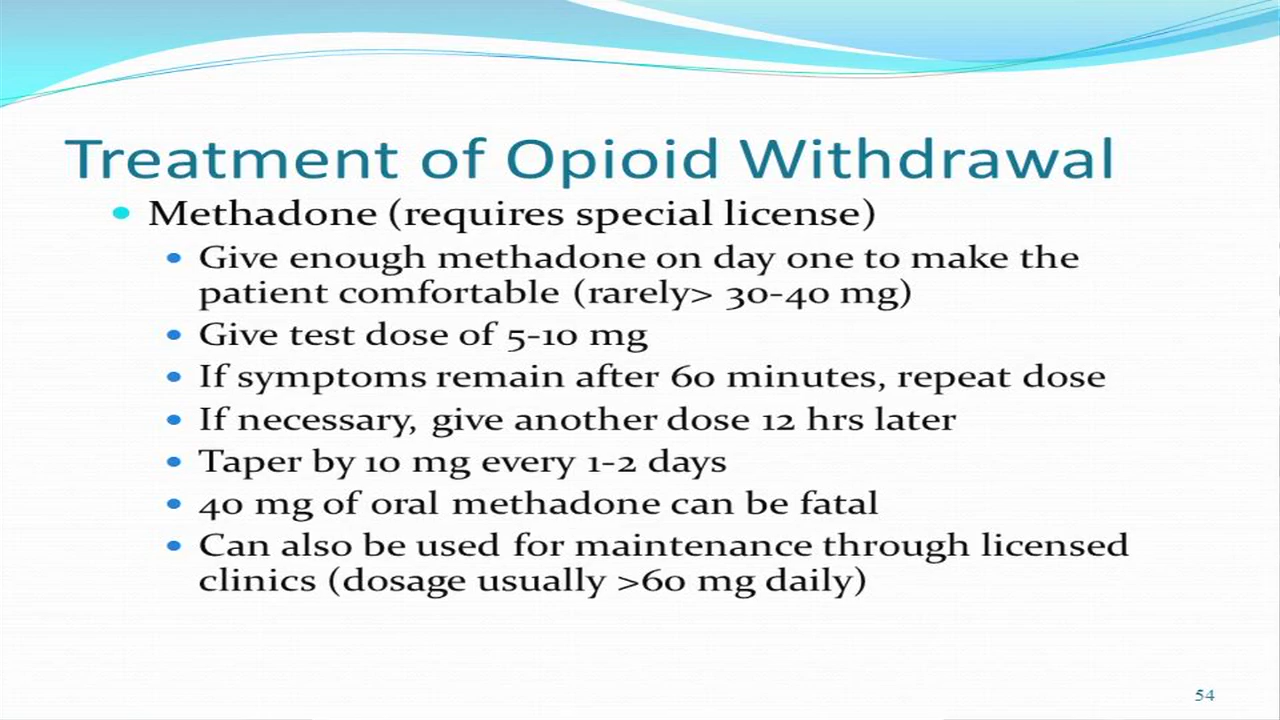 Treatment of Opioid Withdrawal
• Methadone (requires special license)
• Give enough methadone on day one to make the
patient comfortable (rarely> 30-40 mg)
• Give test dose of 5-10 mg
• If symptoms remain after 60 minutes, repeat dose
• If necessary, give another dose 12 hrs later
• Taper by 10 mg every 1-2 days
• 40 mg of oral methadone can be fatal
• Can also be used for maintenance through licensed
clinics (dosage usually >60 mg daily)
54